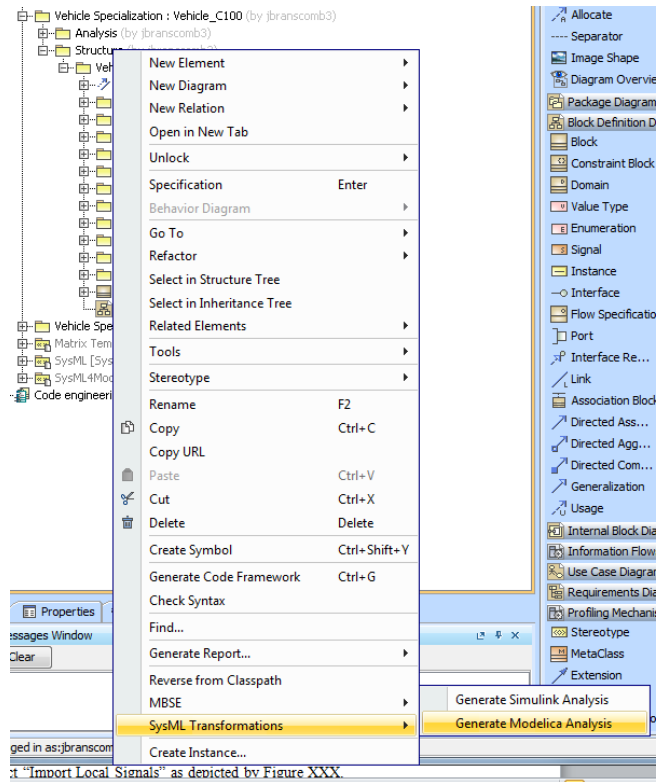 Vehicle Specialization : Vehicle_C100 (by jbranscomb3)
Analysis (by jbranscomb3)
Structure (by jbranscomb3)
Veh
Vehicle Spe
Matrix Tem
SysML [Sys
SysML4Mod
Code engineeri
New Element
New Diagram
New Relation
Open in New Tab
Unlock
Specification Enter
Behavior Diagram
Go To
Refactor
Select in Structure Tree
Select in Inheritance Tree
Related Elements
Tools
Stereotype
Rename F2
Copy Ctrl+C
Copy URL
Paste Ctrl+V
Cut Ctrl+X
Delete Delete
Create Symbol Ctrl+Shift+Y
Generate Code Framework Ctrl+G
Check Syntax
Find...
Generate Report...
Reverse from Classpath
MBSE
SysML Transformations
Create Instance...
Generate Simulink Analysis
Generate Modelica Analysis
Allocate
Separator
Image Shape
Diagram Overvie
Package Diagram
Block Definition D
Block
Constraint Block
Domain
Value Type
Enumeration
Signal
Instance
Interface
Flow Specificatio
Port
Interface Re...
Link
Association Block
Directed Ass...
Directed Agg...
Directed Com...
Generalization
Usage
Internal Block Dia
Information Flow
Use Case Diagram
Requirements Dia
Profiling Mechanis
Stereotype
MetaClass
Extension
Properties
essages Window
Clear
ged in as:jbranscom
ct “Import Local Signals” as depicted by Figure XXX.